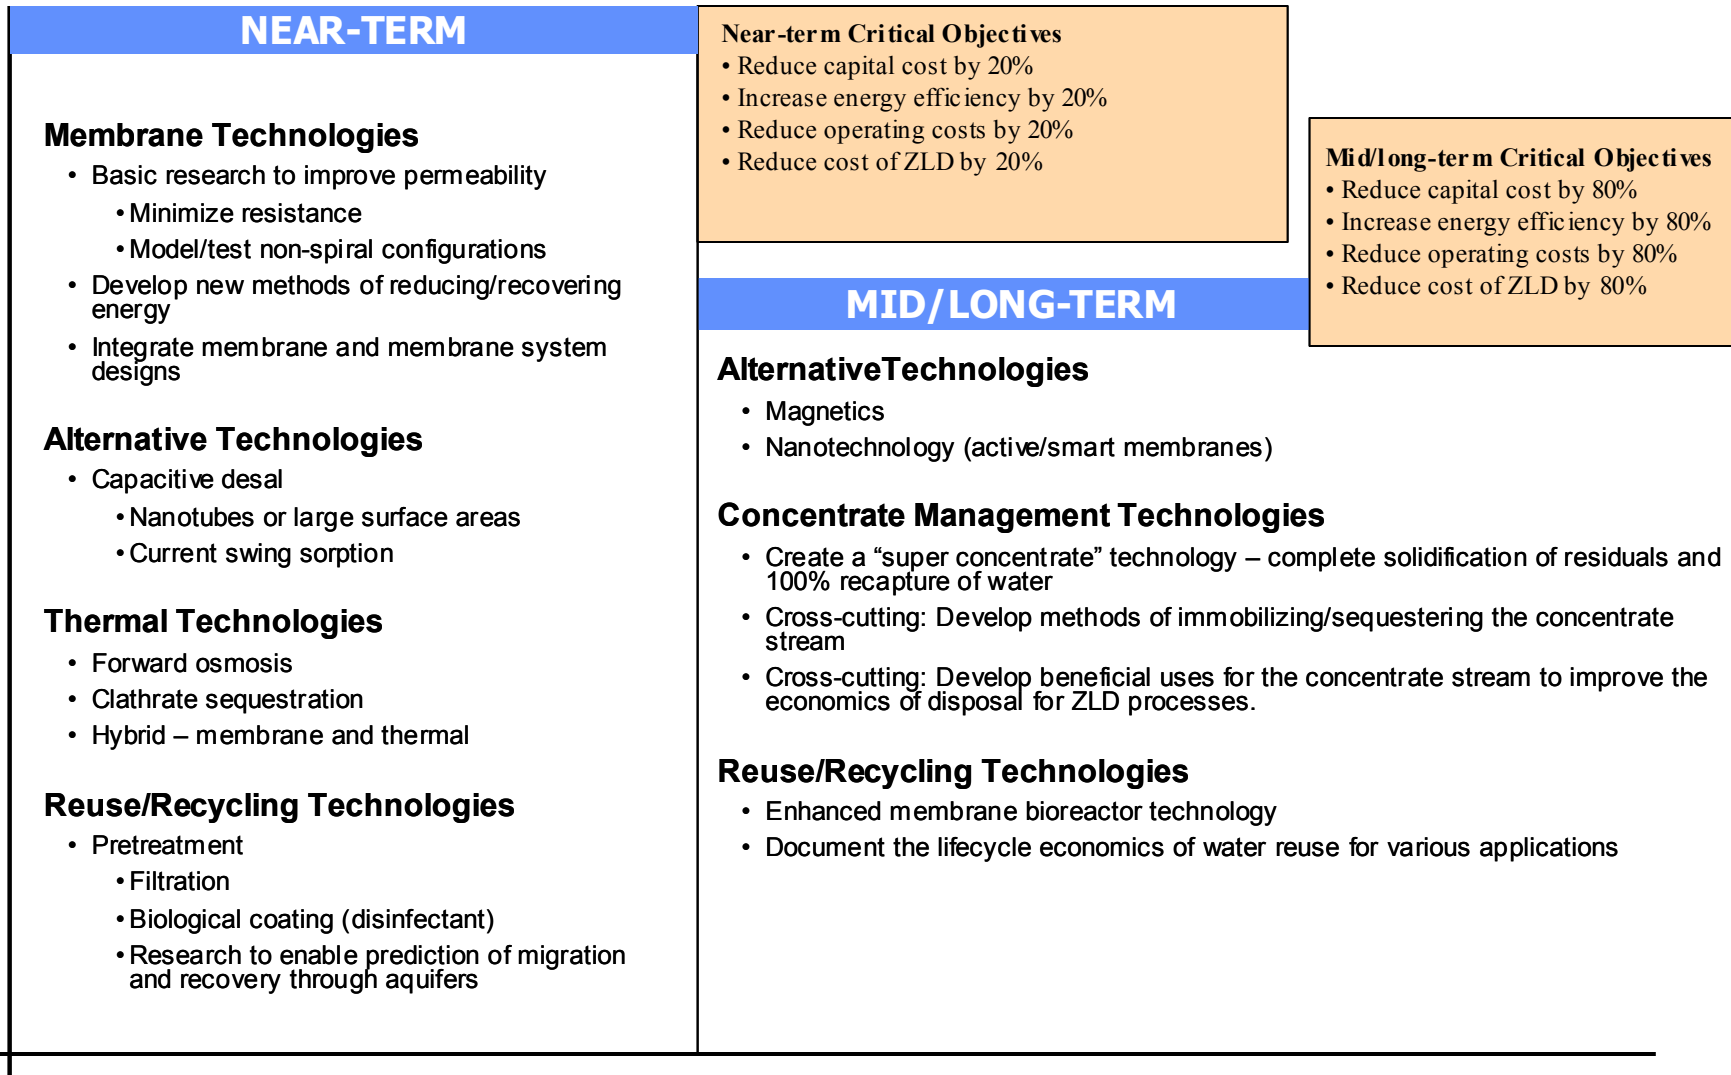 NEAR-TERM
Membrane Technologies
• Basic research to improve permeability
• Minimize resistance
• Model/test non-spiral configurations
• Develop new methods of reducing/recovering
energy
• Integrate membrane and membrane system
designs
Alternative Technologies
• Capacitive desal
• Nanotubes or large surface areas
• Current swing sorption
Thermal Technologies
• Forward osmosis
• Clathrate sequestration
• Hybrid – membrane and thermal
Reuse/Recycling Technologies
• Pretreatment
• Filtration
• Biological coating (disinfectant)
• Research to enable prediction of migration
and recovery through aquifers
Near-term Critical Objectives
• Reduce capital cost by 20%
• Increase energy efficiency by 20%
• Reduce operating costs by 20%
• Reduce cost of ZLD by 20%
Mid/long-term Critical Objectives
• Reduce capital cost by 80%
• Increase energy efficiency by 80%
• Reduce operating costs by 80%
• Reduce cost of ZLD by 80%
MID/LONG-TERM
AlternativeTechnologies
• Magnetics
• Nanotechnology (active/smart membranes)
Concentrate Management Technologies
• Create a “super concentrate” technology – complete solidification of residuals and
100% recapture of water
• Cross-cutting: Develop methods of immobilizing/sequestering the concentrate
stream
• Cross-cutting: Develop beneficial uses for the concentrate stream to improve the
economics of disposal for ZLD processes.
Reuse/Recycling Technologies
• Enhanced membrane bioreactor technology
• Document the lifecycle economics of water reuse for various applications